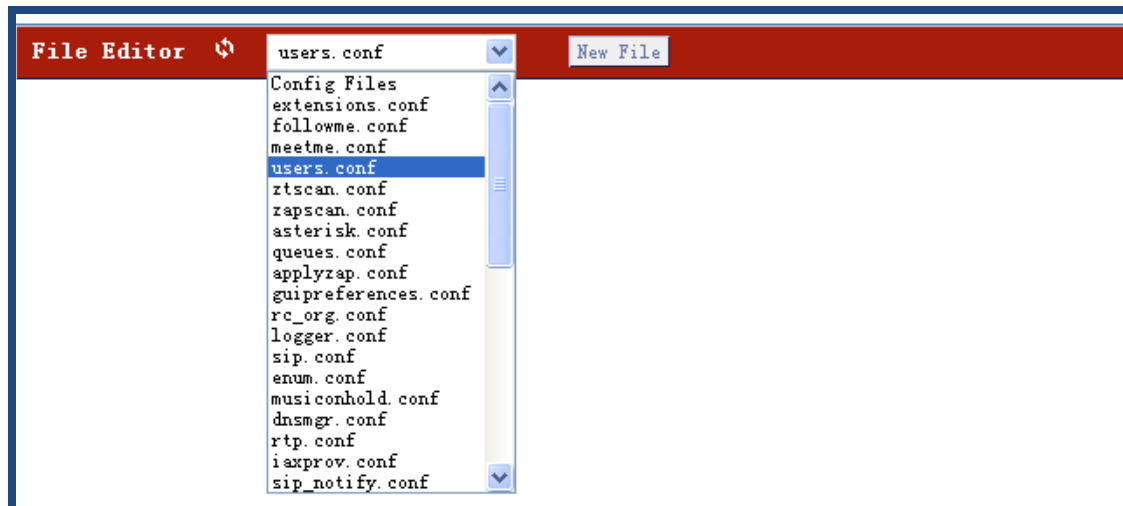 File Editor users.conf New File
Config Files
extensions.conf
followme.conf
meetme.conf
users.conf
ztscan.conf
zapscan.conf
asterisk.conf
queues.conf
applyzap.conf
guipreferences.conf
rc_org.conf
logger.conf
sip.conf
enum.conf
musiconhold.conf
dnsmgr.conf
rtp.conf
iaxprov.conf
sip_notify.conf